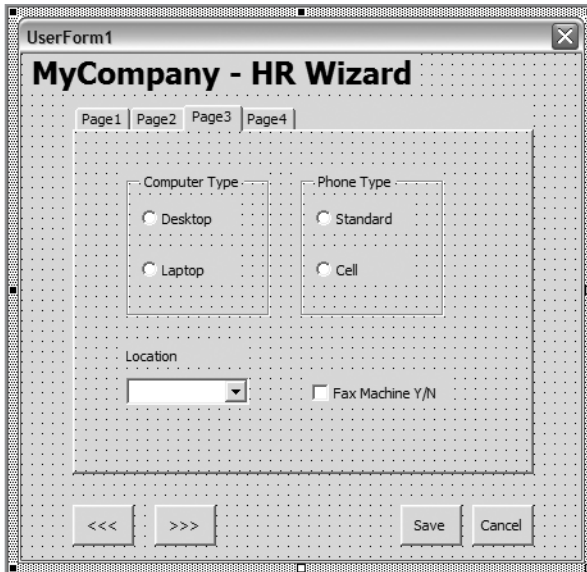 UserForm1
MyCompany - HR Wizard
Page1 Page2 Page3 Page4
Computer Type Phone Type
Desktop Standard
Laptop Cell
Location
Fax Machine Y/N
<<< >>> Save Cancel